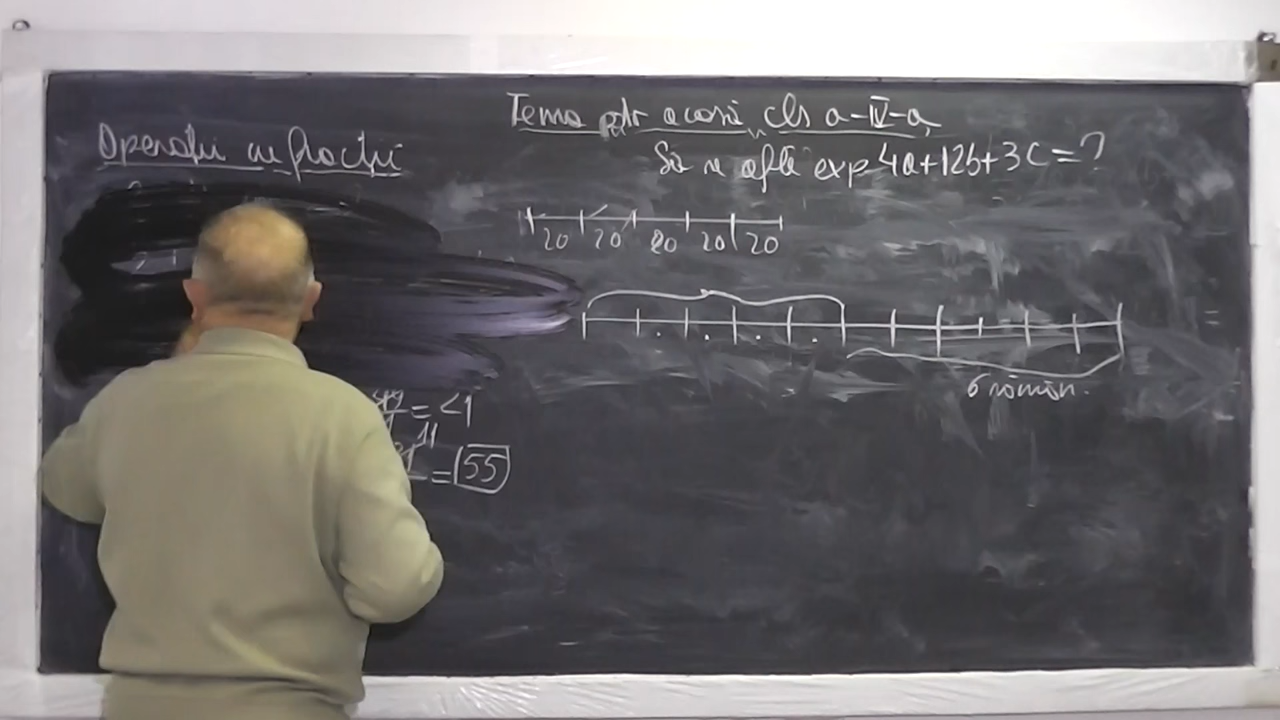 Tema ptr acasă cls a-IV-a
Operații cu fracții
Să se afle exp 4a+12b+3c=?
20 20 20 20 20
=
6 rămân.
= <1
11
= 55